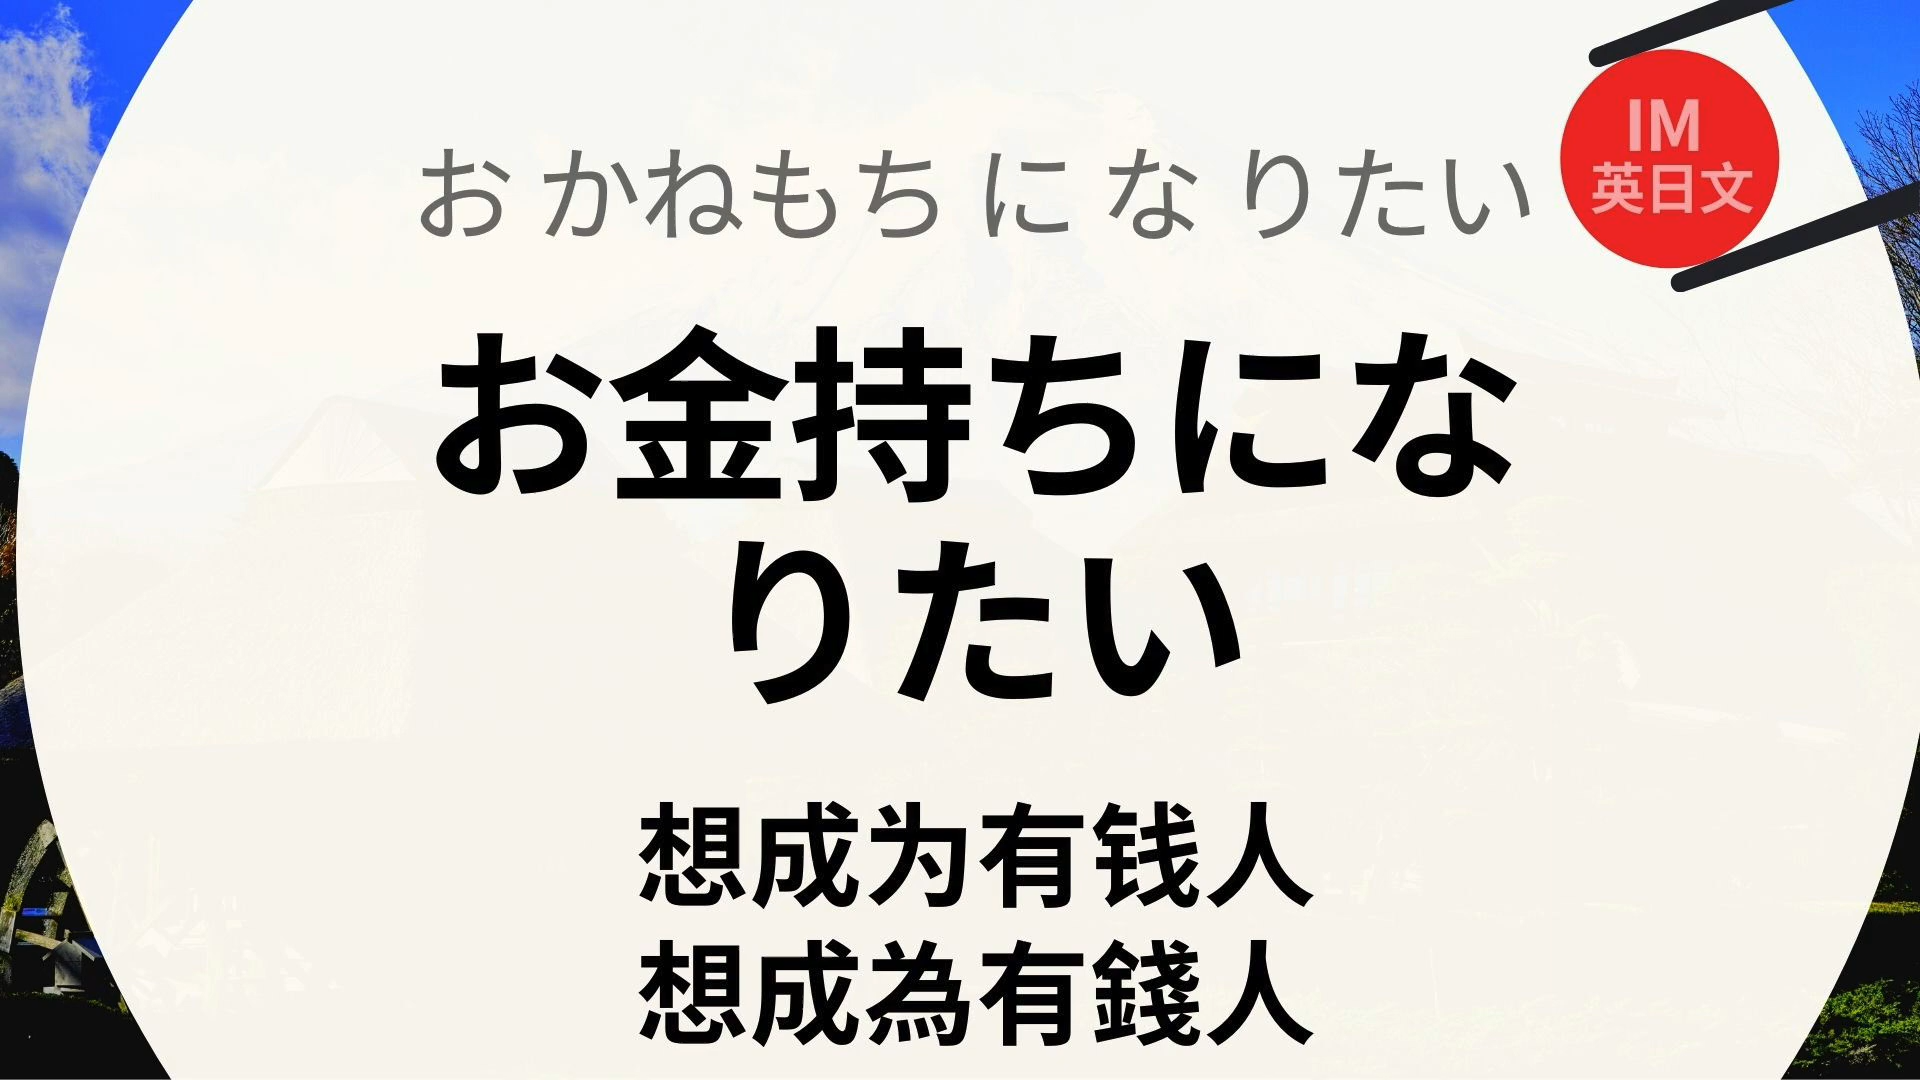 IM
英日文
お かねもち に な りたい
お金持ちにな
りたい
想成为有钱人
想成為有錢人